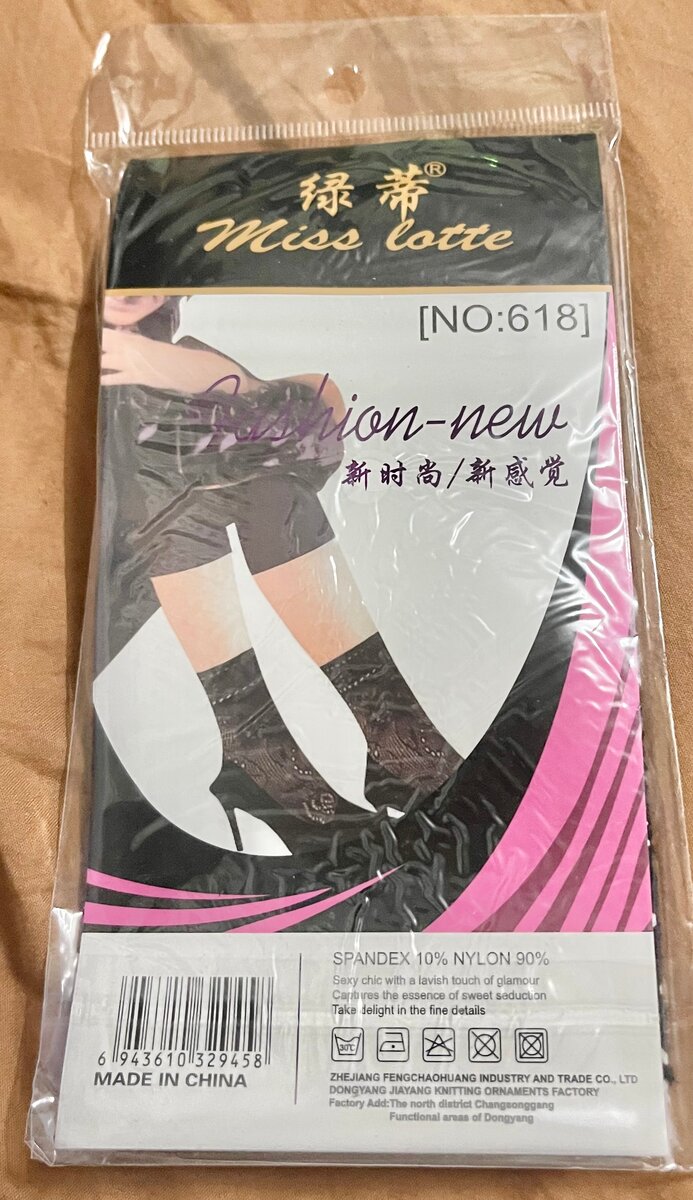 绿蒂®
Miss lotte
[NO:618]
Fashion-new
新时尚/新感觉
SPANDEX 10% NYLON 90%
Sexy chic with a lavish touch of glamour
Captures the essence of sweet seduction
Take delight in the fine details
30℃
6 943610 329458
MADE IN CHINA
ZHEJIANG FENGCHAOHUANG INDUSTRY AND TRADE CO., LTD
DONGYANG JIAYANG KNITTING ORNAMENTS FACTORY
Factory Add:The north district Changsonggang
Functional areas of Dongyang